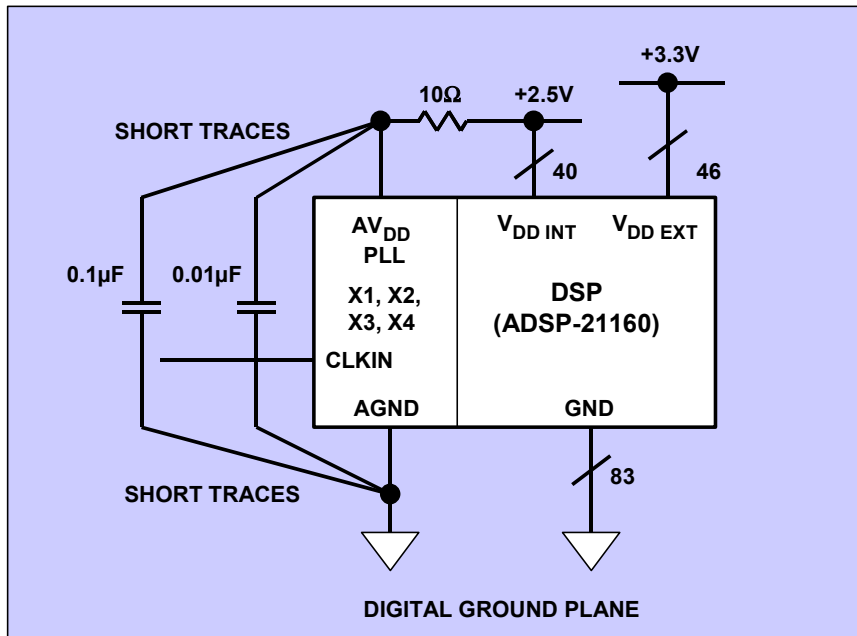 +3.3V
10Ω
+2.5V
SHORT TRACES
40
46
AVDD
PLL
VDD INT
VDD EXT
0.1µF
0.01µF
X1, X2,
X3, X4
DSP
(ADSP-21160)
CLKIN
AGND
GND
83
SHORT TRACES
DIGITAL GROUND PLANE